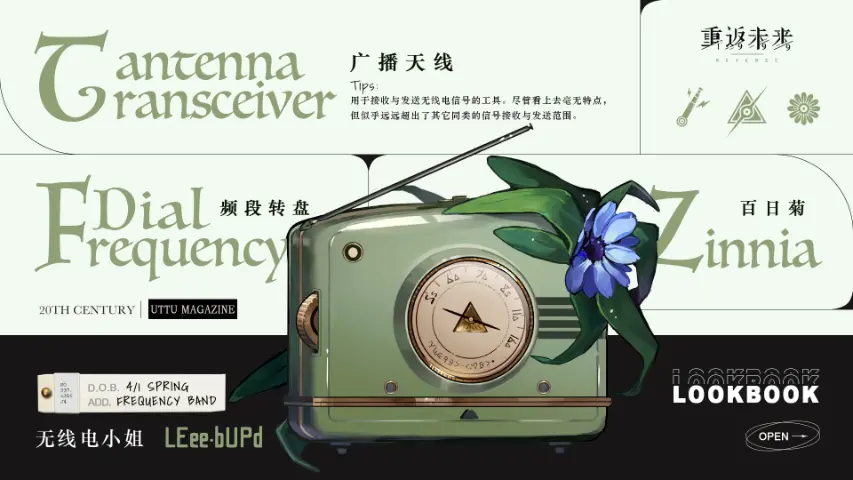 Transceiver antenna
广播天线
Tips:
用于接收与发送无线电信号的工具。尽管看上去毫无特点，
但似乎远远超出了其它同类的信号接收与发送范围。
重返未来
REVERSE
Frequency Dial
频段转盘
Zinnia
百日菊
20TH CENTURY
UTTU MAGAZINE
D.O.B. 4/1 SPRING
ADD. FREQUENCY BAND
无线电小姐
LEee·bUPd
LOOKBOOK
LOOKBOOK
OPEN